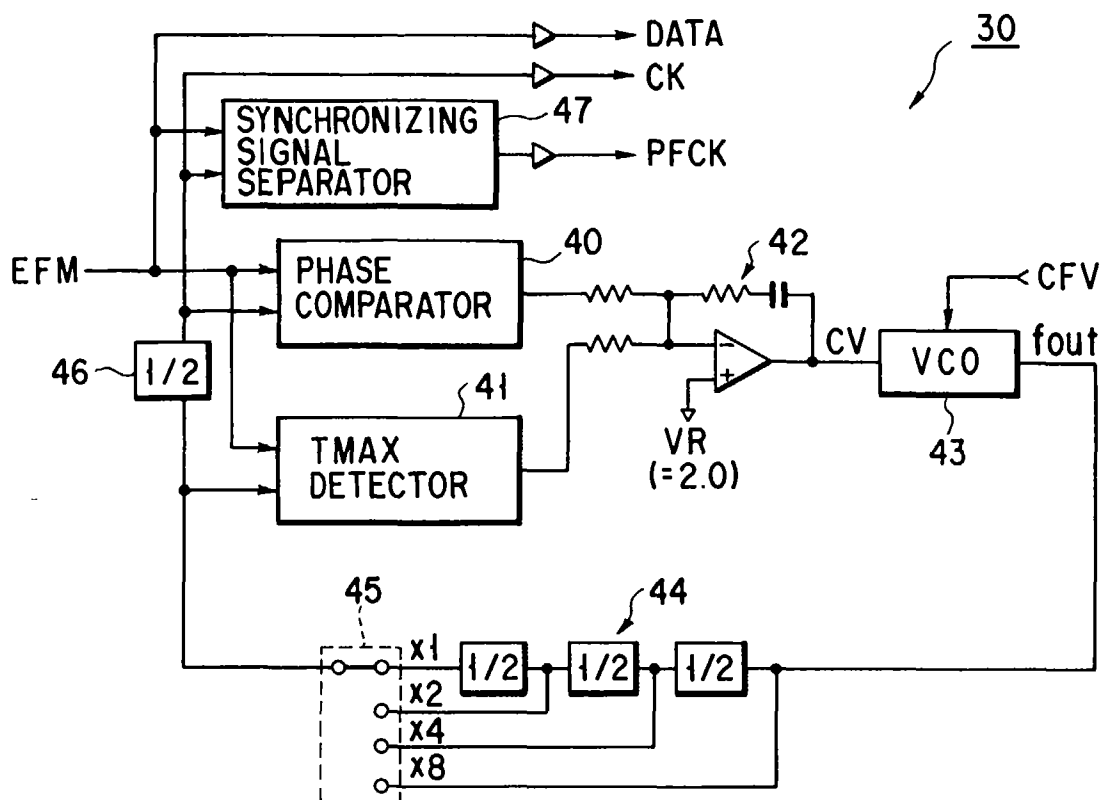 30
DATA
CK
47
SYNCHRONIZING
SIGNAL
SEPARATOR
PFCK
EFM
40
PHASE
COMPARATOR
42
CFV
CV
VCO
fout
43
46
1/2
41
TMAX
DETECTOR
VR
(=2.0)
45
44
x1
1/2
1/2
1/2
x2
x4
x8